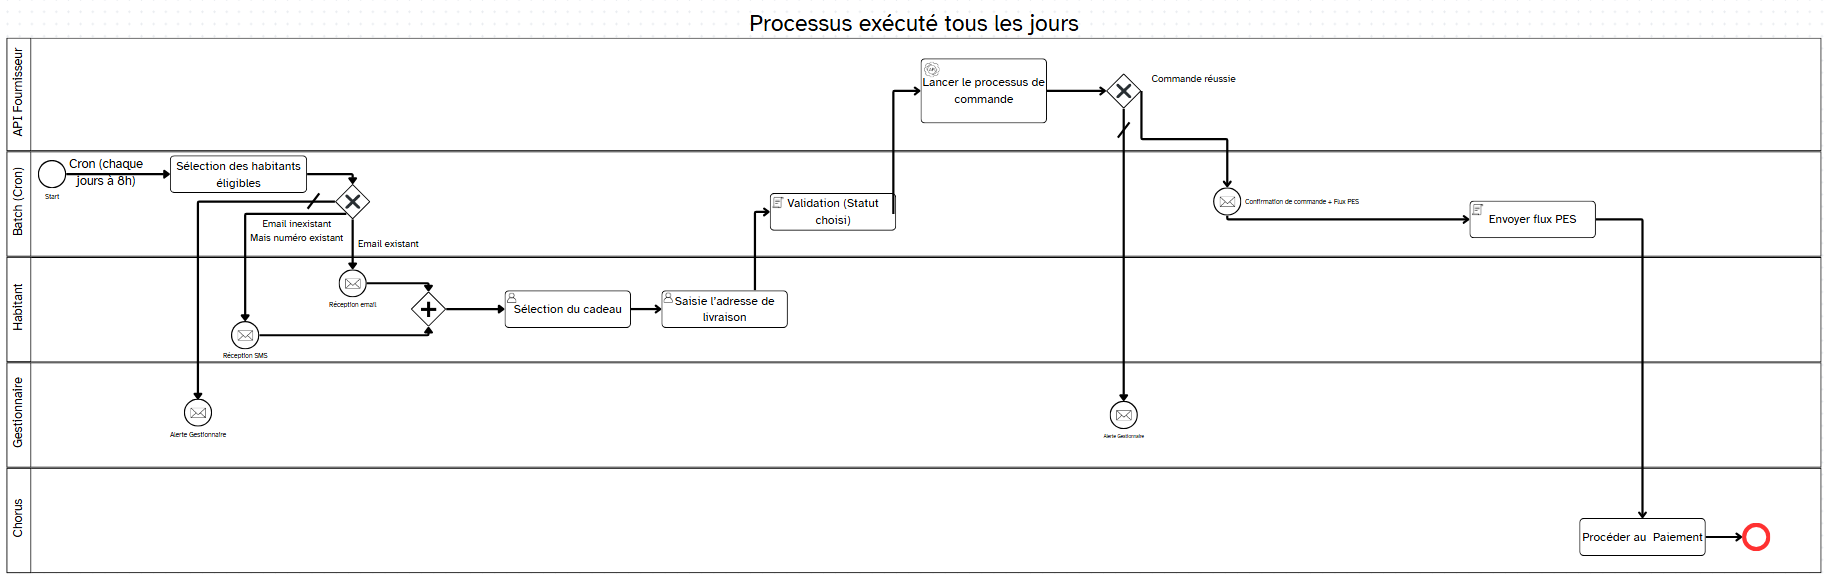 Processus exécuté tous les jours
API Fournisseur
Lancer le processus de
commande
Commande réussie
Batch (Cron)
Start
Cron (chaque
jours à 8h)
Sélection des habitants
éligibles
Email inexistant
Mais numéro existant
Email existant
Validation (Statut
choisi)
Confirmation de commande + Flux PES
Envoyer flux PES
Habitant
Réception email
Réception SMS
Sélection du cadeau
Saisie l'adresse de
livraison
Gestionnaire
Alerte Gestionnaire
Alerte Gestionnaire
Chorus
Procéder au Paiement